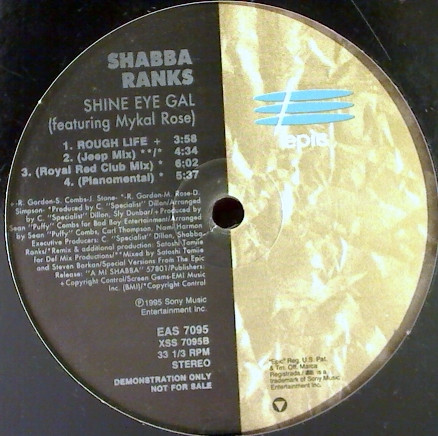 SHABBA
RANKS
SHINE EYE GAL
(featuring Mykal Rose)
1. ROUGH LIFE + 3:58
2. (Jeep Mix) **/* 4:34
3. (Royal Red Club Mix) * 6:02
4. (Pianomental) * 5:37
-R. Gordon-S. Combs-J. Stone- *-R. Gordon-M. Rose-D.
Simpson. *Produced by C. "Specialist" Dillon/Arranged
by C. "Specialist" Dillon, Sly Dunbar/+Produced
Sean "Puffy" Combs for Bad Boy Entertainment/Arranged
by Sean "Puffy" Combs, Carl Thompson,
Executive Producers: C. "Specialist" Dillon, Shabba
Ranks/*Remix & additional production: Satoshi Tomiie
for Def Mix Productions/**Mixed by Satoshi Tomiie
and Steven Barkan/Special Versions From The Epic
Release: "A MI SHABBA" 57801/Publishers:
+Copyright Control/Screen Gems-EMI Music
Inc. (BMI)/*Copyright Control
℗1995 Sony Music
Entertainment Inc.
EAS 7095
XSS 7095B
33 1/3 RPM
STEREO
DEMONSTRATION ONLY
NOT FOR SALE
epic
"Epic" Reg. U.S. Pat.
& Tm. Off. Marca
Registrada./ is a
trademark of Sony Music
Entertainment Inc.